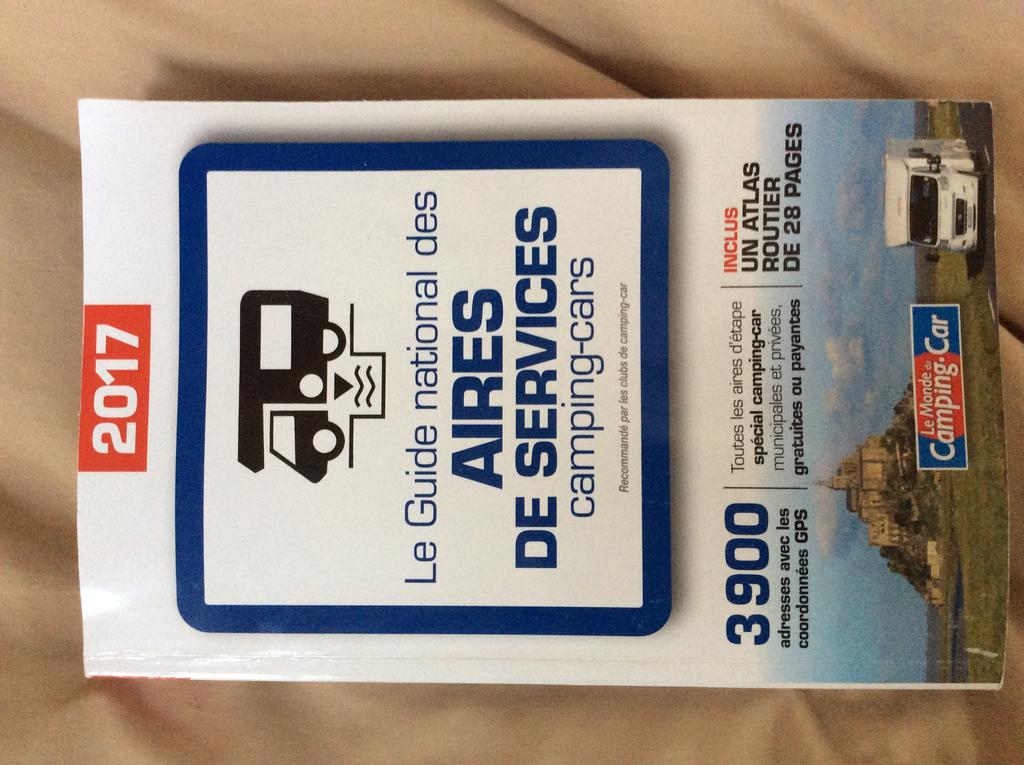 2017
Le Guide national des
AIRES
DE SERVICES
camping-cars
Recommandé par les clubs de camping-car
3 900
adresses avec les
coordonnées GPS
Toutes les aires d'étape
spécial camping-car
municipales et privées,
gratuites ou payantes
INCLUS
UN ATLAS
ROUTIER
DE 28 PAGES
Le Monde du
Camping-Car